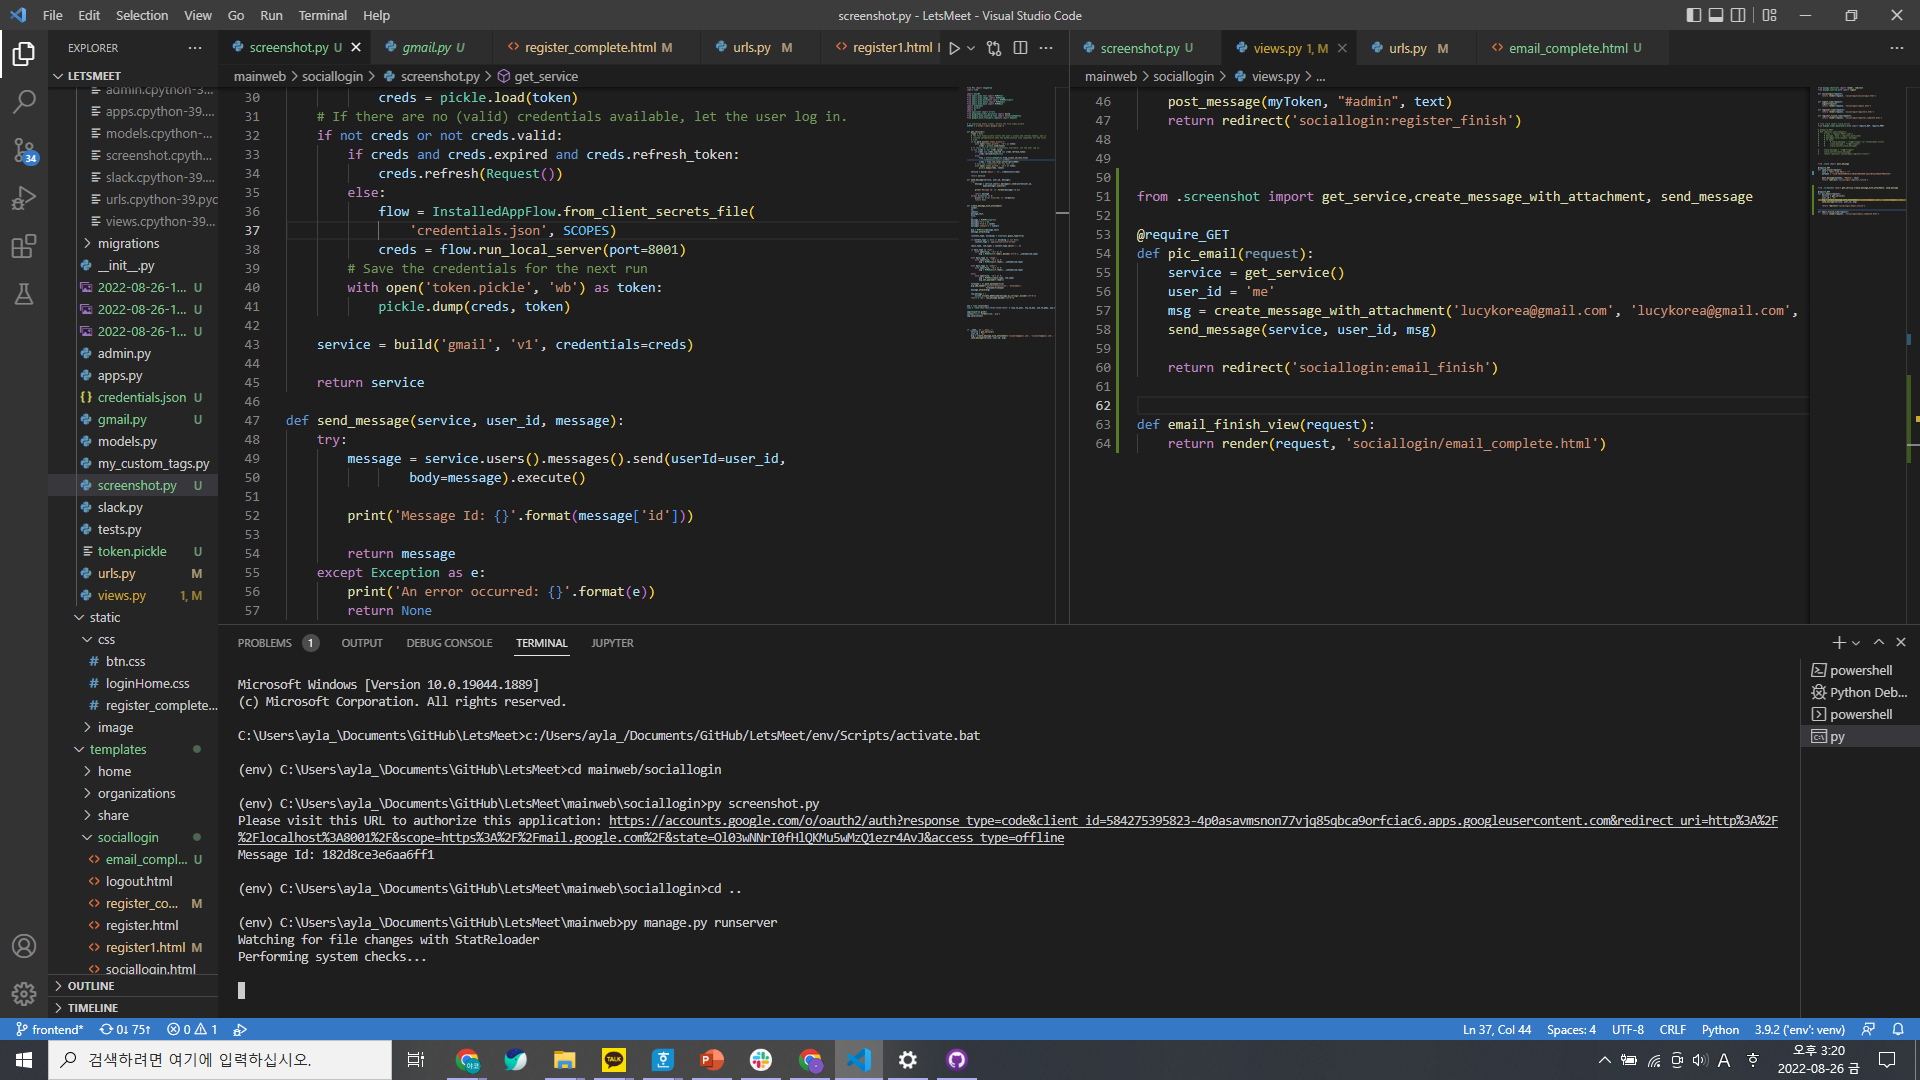 File Edit Selection View Go Run Terminal Help
screenshot.py - LetsMeet - Visual Studio Code
EXPLORER
LETSMEET
admin.cpython-3...
apps.cpython-39....
models.cpython-...
screenshot.cpyth...
slack.cpython-39....
urls.cpython-39.pyc
views.cpython-39...
migrations
__init__.py
2022-08-26-1... U
2022-08-26-1... U
2022-08-26-1... U
admin.py
apps.py
credentials.json U
gmail.py U
models.py
my_custom_tags.py
screenshot.py U
slack.py
tests.py
token.pickle U
urls.py M
views.py 1, M
static
css
btn.css
loginHome.css
register_complete...
image
templates
home
organizations
share
sociallogin
email_compl... U
logout.html
register_co... M
register.html
register1.html M
sociallogin.html
OUTLINE
TIMELINE
screenshot.py U
gmail.py U
register_complete.html M
urls.py M
register1.html
mainweb > sociallogin > screenshot.py > get_service
30 creds = pickle.load(token)
31 # If there are no (valid) credentials available, let the user log in.
32 if not creds or not creds.valid:
33 if creds and creds.expired and creds.refresh_token:
34 creds.refresh(Request())
35 else:
36 flow = InstalledAppFlow.from_client_secrets_file(
37 'credentials.json', SCOPES)
38 creds = flow.run_local_server(port=8001)
39 # Save the credentials for the next run
40 with open('token.pickle', 'wb') as token:
41 pickle.dump(creds, token)
42
43 service = build('gmail', 'v1', credentials=creds)
44
45 return service
46
47 def send_message(service, user_id, message):
48 try:
49 message = service.users().messages().send(userId=user_id,
50 body=message).execute()
51
52 print('Message Id: {}'.format(message['id']))
53
54 return message
55 except Exception as e:
56 print('An error occurred: {}'.format(e))
57 return None
screenshot.py U
views.py 1, M
urls.py M
email_complete.html U
mainweb > sociallogin > views.py > ...
46 post_message(myToken, "#admin", text)
47 return redirect('sociallogin:register_finish')
48
49
50
51 from .screenshot import get_service,create_message_with_attachment, send_message
52
53 @require_GET
54 def pic_email(request):
55 service = get_service()
56 user_id = 'me'
57 msg = create_message_with_attachment('lucykorea@gmail.com', 'lucykorea@gmail.com',
58 send_message(service, user_id, msg)
59
60 return redirect('sociallogin:email_finish')
61
62
63 def email_finish_view(request):
64 return render(request, 'sociallogin/email_complete.html')
PROBLEMS 1 OUTPUT DEBUG CONSOLE TERMINAL JUPYTER
Microsoft Windows [Version 10.0.19044.1889]
(c) Microsoft Corporation. All rights reserved.
C:\Users\ayla_\Documents\GitHub\LetsMeet>c:/Users/ayla_/Documents/GitHub/LetsMeet/env/Scripts/activate.bat
(env) C:\Users\ayla_\Documents\GitHub\LetsMeet>cd mainweb/sociallogin
(env) C:\Users\ayla_\Documents\GitHub\LetsMeet\mainweb\sociallogin>py screenshot.py
Please visit this URL to authorize this application: https://accounts.google.com/o/oauth2/auth?response_type=code&client_id=584275395823-4p0asavmsnon77vjq85qbca9orfciac6.apps.googleusercontent.com&redirect_uri=http%3A%2F
%2Flocalhost%3A8001%2F&scope=https%3A%2F%2Fmail.google.com%2F&state=Ol03wNNrI0fHlQKMu5wMzQ1ezr4AvJ&access_type=offline
Message Id: 182d8ce3e6aa6ff1
(env) C:\Users\ayla_\Documents\GitHub\LetsMeet\mainweb\sociallogin>cd ..
(env) C:\Users\ayla_\Documents\GitHub\LetsMeet\mainweb>py manage.py runserver
Watching for file changes with StatReloader
Performing system checks...
powershell
Python Deb...
powershell
py
34
frontend* 0↓ 75↑ 0 1
Ln 37, Col 44 Spaces: 4 UTF-8 CRLF Python 3.9.2 ('env': venv)
검색하려면 여기에 입력하십시오.
TALK
A
오후 3:20
2022-08-26 금